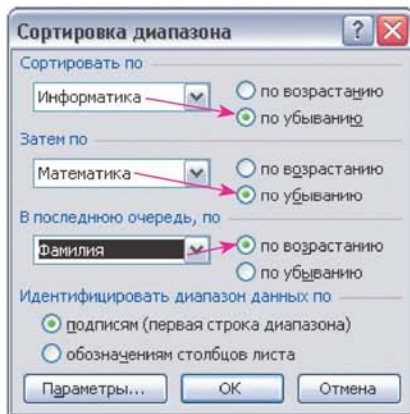 Сортировка диапазона
Сортировать по
Информатика
по возрастанию
по убыванию
Затем по
Математика
по возрастанию
по убыванию
В последнюю очередь, по
Фамилия
по возрастанию
по убыванию
Идентифицировать диапазон данных по
подписям (первая строка диапазона)
обозначениям столбцов листа
Параметры... ОК Отмена